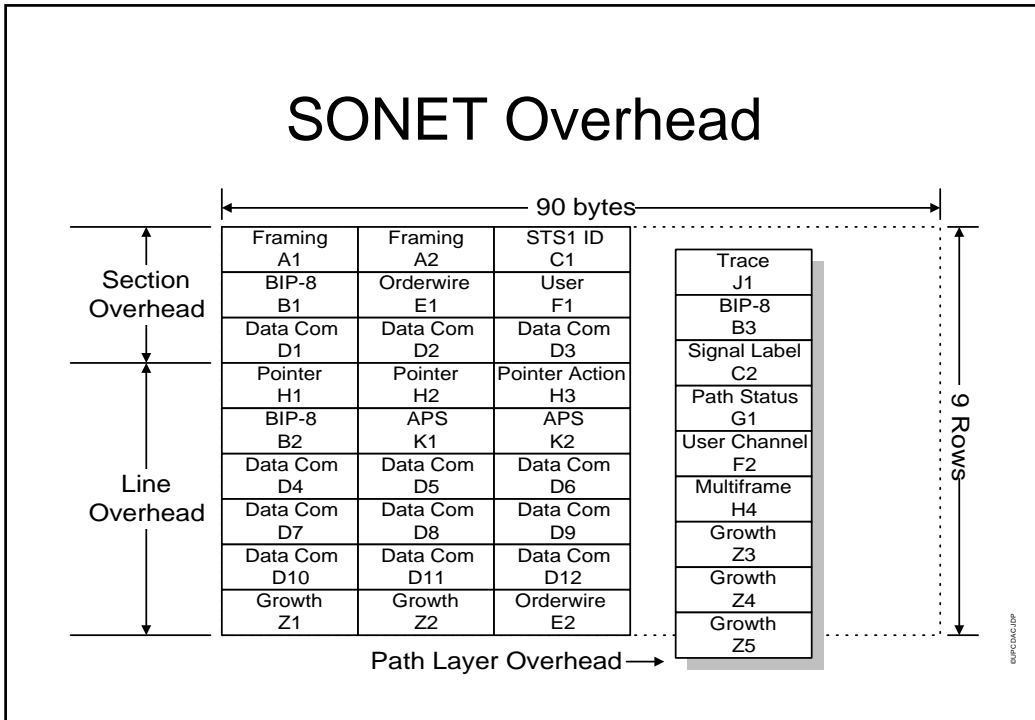 SONET Overhead
90 bytes
Section
Overhead
Line
Overhead
Framing
A1
Framing
A2
STS1 ID
C1
BIP-8
B1
Orderwire
E1
User
F1
Data Com
D1
Data Com
D2
Data Com
D3
Pointer
H1
Pointer
H2
Pointer Action
H3
BIP-8
B2
APS
K1
APS
K2
Data Com
D4
Data Com
D5
Data Com
D6
Data Com
D7
Data Com
D8
Data Com
D9
Data Com
D10
Data Com
D11
Data Com
D12
Growth
Z1
Growth
Z2
Orderwire
E2
Trace
J1
BIP-8
B3
Signal Label
C2
Path Status
G1
User Channel
F2
Multiframe
H4
Growth
Z3
Growth
Z4
Growth
Z5
9 Rows
Path Layer Overhead
©UPC DAC JDP